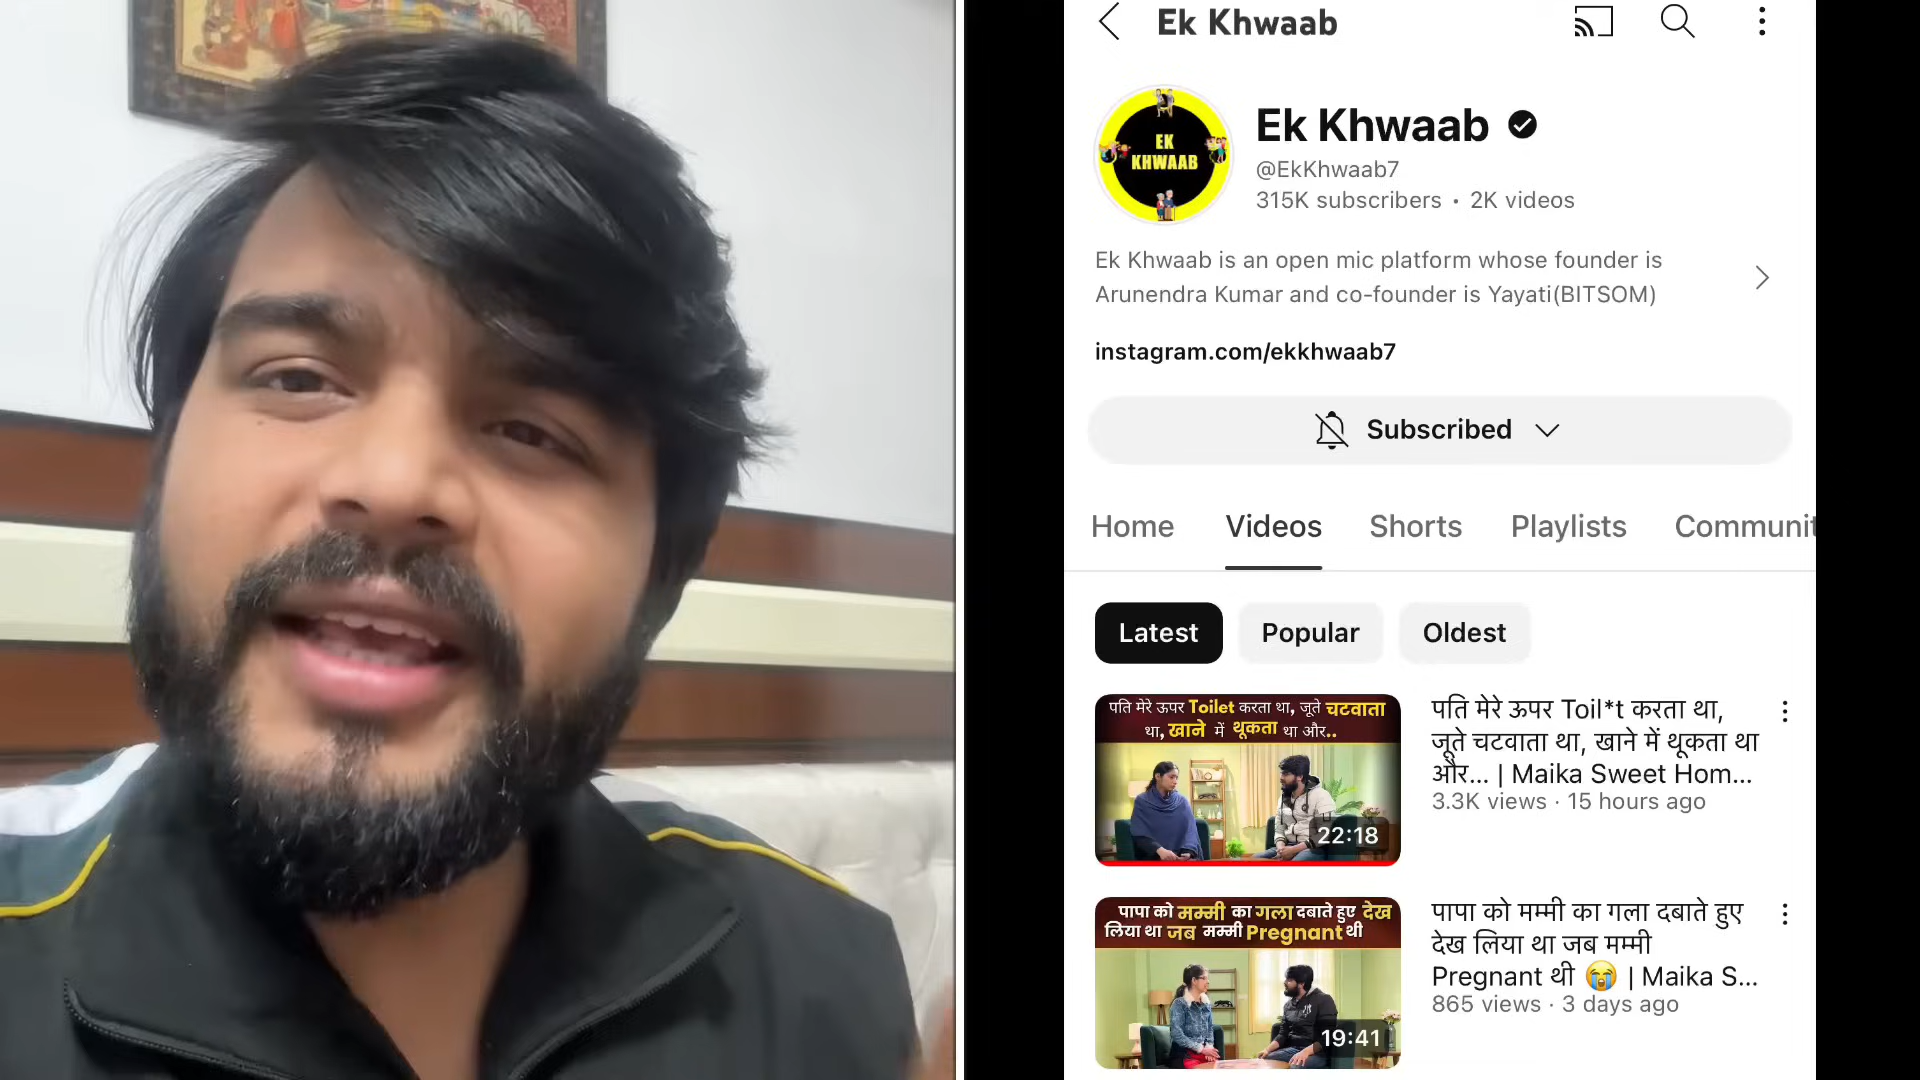 Ek Khwaab
EK
KHWAAB
Ek Khwaab
@EkKhwaab7
315K subscribers • 2K videos
Ek Khwaab is an open mic platform whose founder is
Arunendra Kumar and co-founder is Yayati(BITSOM)
instagram.com/ekkhwaab7
Subscribed
Home Videos Shorts Playlists Communit
Latest Popular Oldest
पति मेरे ऊपर Toilet करता था, जूते चटवाता
था, खाने में थूकता था और..
22:18
पति मेरे ऊपर Toil*t करता था,
जूते चटवाता था, खाने में थूकता था
और... | Maika Sweet Hom...
3.3K views · 15 hours ago
पापा को मम्मी का गला दबाते हुए देख
लिया था जब मम्मी Pregnant थी
19:41
पापा को मम्मी का गला दबाते हुए
देख लिया था जब मम्मी
Pregnant थी 😭 | Maika S...
865 views · 3 days ago